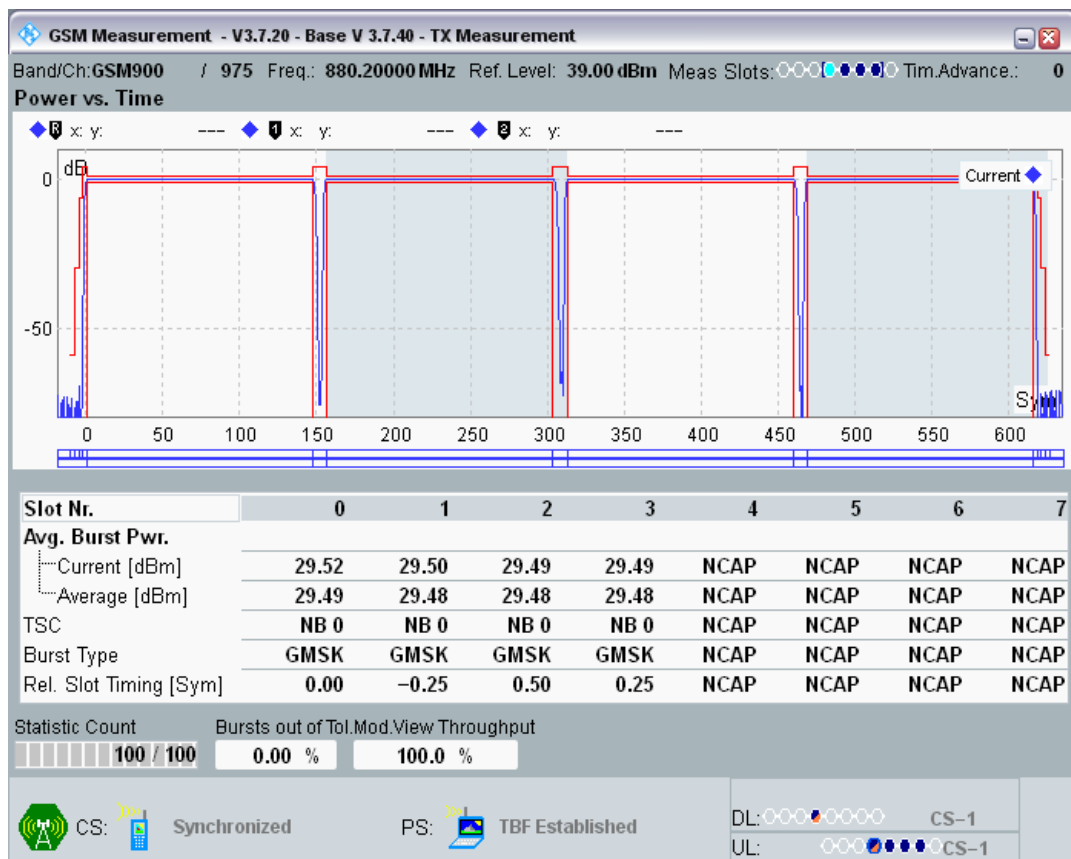 GSM Measurement - V3.7.20 - Base V 3.7.40 - TX Measurement
Band/Ch:GSM900 / 975 Freq.: 880.20000 MHz Ref. Level: 39.00 dBm Meas Slots: Tim.Advance.: 0
Power vs. Time
R x: y: --- 1 x: y: --- 2 x: y: ---
dB
Current
0
-50
Sym
0 50 100 150 200 250 300 350 400 450 500 550 600
Slot Nr. 0 1 2 3 4 5 6 7
Avg. Burst Pwr.
Current [dBm] 29.52 29.50 29.49 29.49 NCAP NCAP NCAP NCAP
Average [dBm] 29.49 29.48 29.48 29.48 NCAP NCAP NCAP NCAP
TSC NB 0 NB 0 NB 0 NB 0 NCAP NCAP NCAP NCAP
Burst Type GMSK GMSK GMSK GMSK NCAP NCAP NCAP NCAP
Rel. Slot Timing [Sym] 0.00 −0.25 0.50 0.25 NCAP NCAP NCAP NCAP
Statistic Count Bursts out of Tol.Mod.View Throughput
100 / 100 0.00 % 100.0 %
CS: Synchronized PS: TBF Established DL: CS−1
UL: CS−1